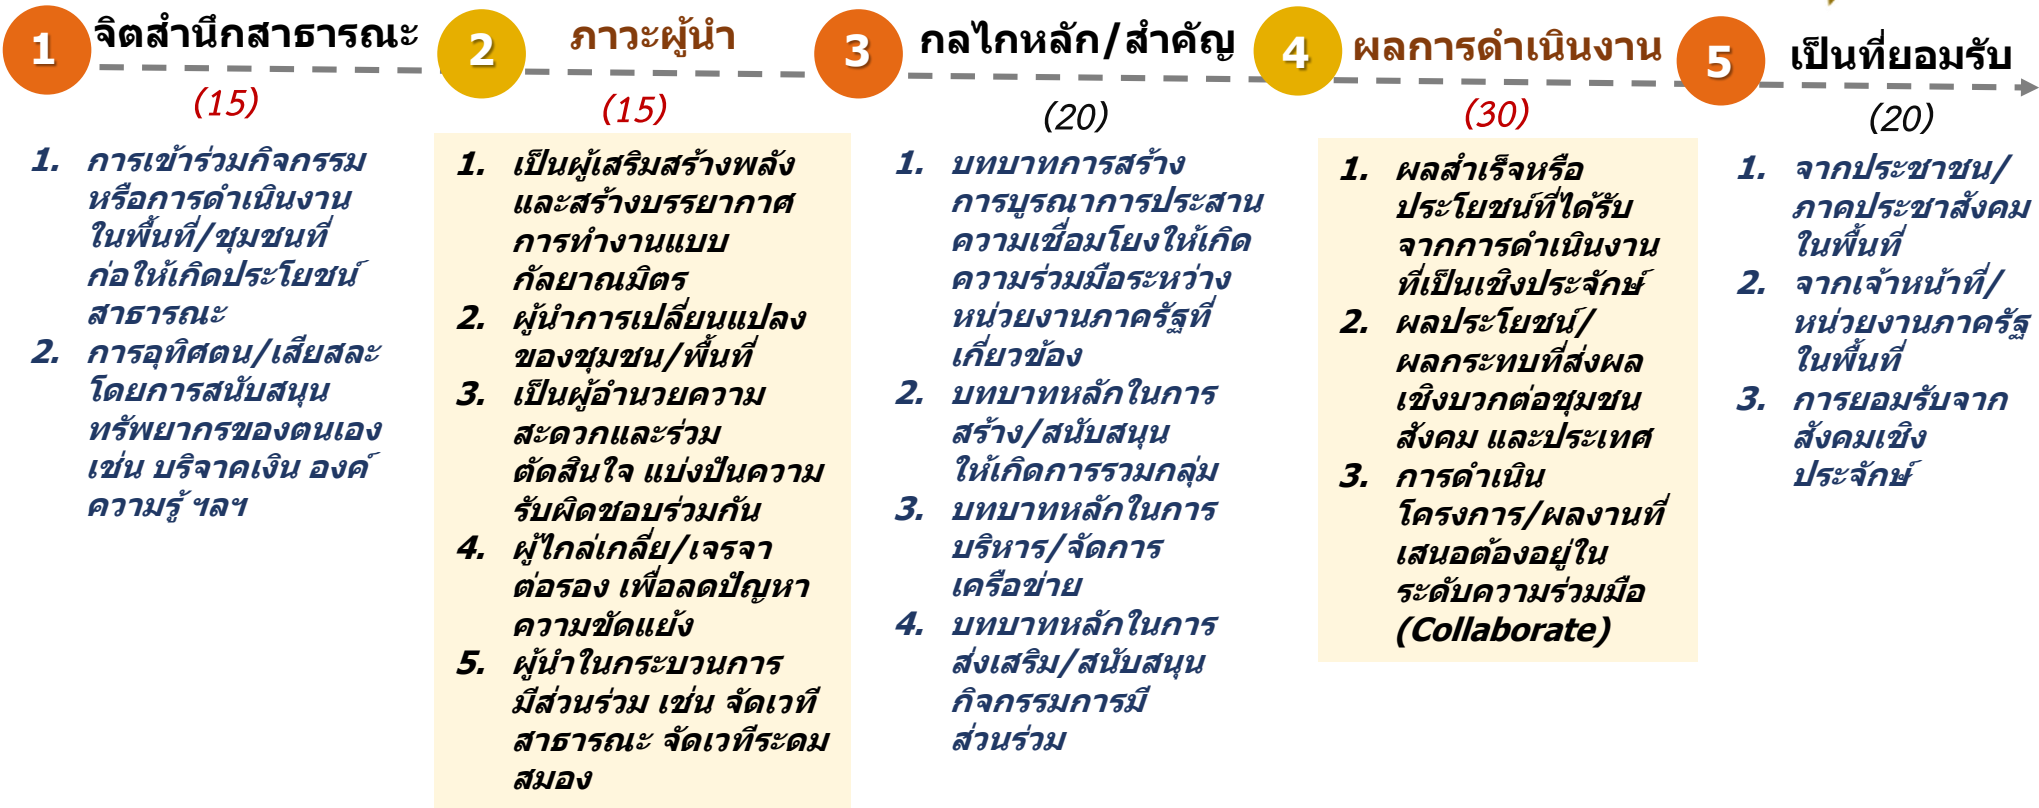 1 จิตสำนึกสาธารณะ
(15)
1. การเข้าร่วมกิจกรรม
หรือการดำเนินงาน
ในพื้นที่/ชุมชนที่
ก่อให้เกิดประโยชน์
สาธารณะ
2. การอุทิศตน/เสียสละ
โดยการสนับสนุน
ทรัพยากรของตนเอง
เช่น บริจาคเงิน องค์
ความรู้ ฯลฯ
2 ภาวะผู้นำ
(15)
1. เป็นผู้เสริมสร้างพลัง
และสร้างบรรยากาศ
การทำงานแบบ
กัลยาณมิตร
2. ผู้นำการเปลี่ยนแปลง
ของชุมชน/พื้นที่
3. เป็นผู้อำนวยความ
สะดวกและร่วม
ตัดสินใจ แบ่งปันความ
รับผิดชอบร่วมกัน
4. ผู้ไกล่เกลี่ย/เจรจา
ต่อรอง เพื่อลดปัญหา
ความขัดแย้ง
5. ผู้นำในกระบวนการ
มีส่วนร่วม เช่น จัดเวที
สาธารณะ จัดเวทีระดม
สมอง
3 กลไกหลัก/สำคัญ
(20)
1. บทบาทการสร้าง
การบูรณาการประสาน
ความเชื่อมโยงให้เกิด
ความร่วมมือระหว่าง
หน่วยงานภาครัฐที่
เกี่ยวข้อง
2. บทบาทหลักในการ
สร้าง/สนับสนุน
ให้เกิดการรวมกลุ่ม
3. บทบาทหลักในการ
บริหาร/จัดการ
เครือข่าย
4. บทบาทหลักในการ
ส่งเสริม/สนับสนุน
กิจกรรมการมี
ส่วนร่วม
4 ผลการดำเนินงาน
(30)
1. ผลสำเร็จหรือ
ประโยชน์ที่ได้รับ
จากการดำเนินงาน
ที่เป็นเชิงประจักษ์
2. ผลประโยชน์/
ผลกระทบที่ส่งผล
เชิงบวกต่อชุมชน
สังคม และประเทศ
3. การดำเนิน
โครงการ/ผลงานที่
เสนอต้องอยู่ใน
ระดับความร่วมมือ
(Collaborate)
5 เป็นที่ยอมรับ
(20)
1. จากประชาชน/
ภาคประชาสังคม
ในพื้นที่
2. จากเจ้าหน้าที่/
หน่วยงานภาครัฐ
ในพื้นที่
3. การยอมรับจาก
สังคมเชิง
ประจักษ์